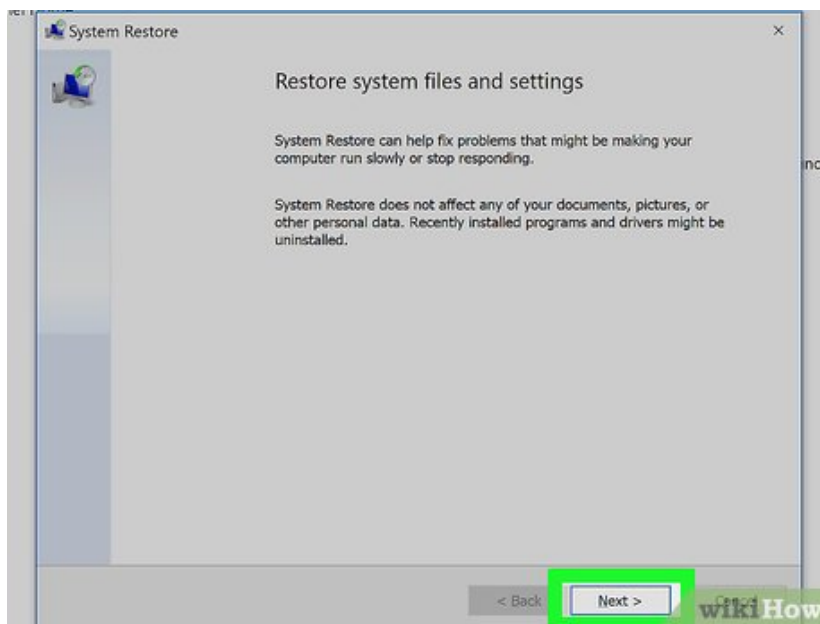 System Restore
Restore system files and settings
System Restore can help fix problems that might be making your
computer run slowly or stop responding.
System Restore does not affect any of your documents, pictures, or
other personal data. Recently installed programs and drivers might be
uninstalled.
< Back
Next >
Cancel
wikiHow